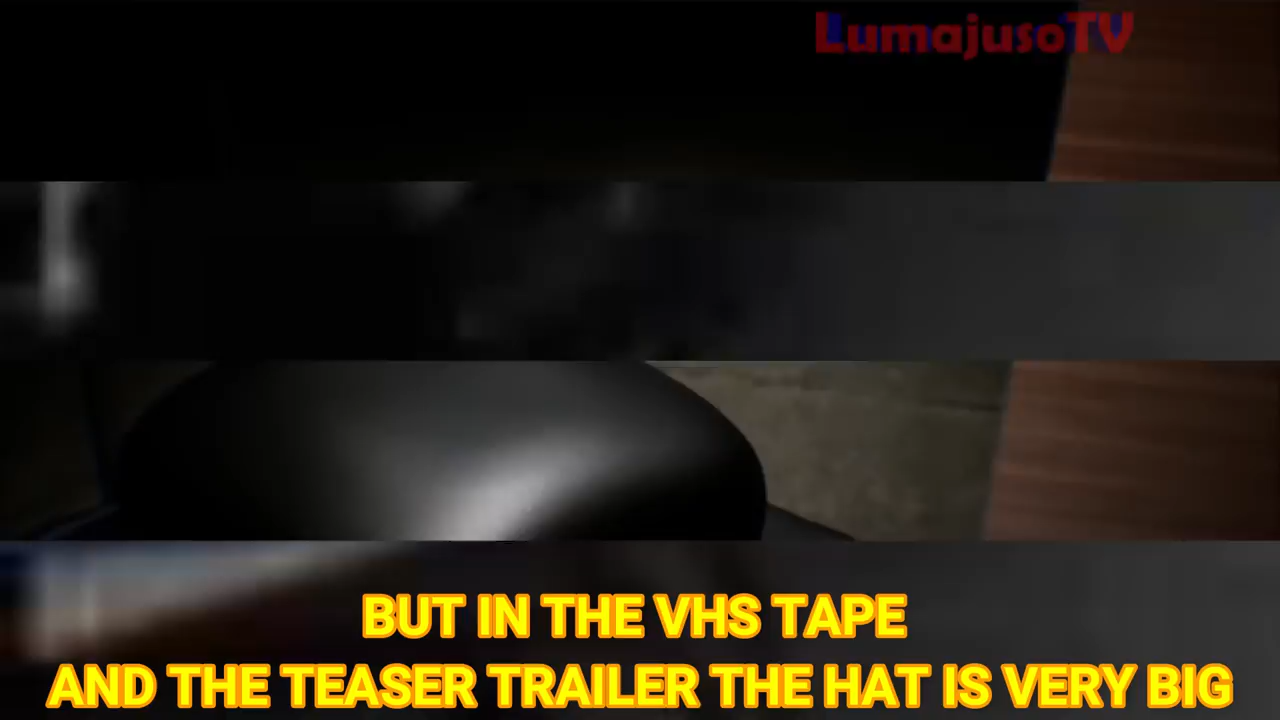 LumajusoTV
BUT IN THE VHS TAPE
AND THE TEASER TRAILER THE HAT IS VERY BIG